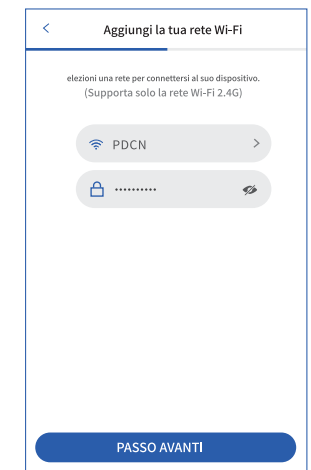 Aggiungi la tua rete Wi-Fi
elezioni una rete per connettersi al suo dispositivo.
(Supporta solo la rete Wi-Fi 2.4G)
PDCN
••••••••••
PASSO AVANTI